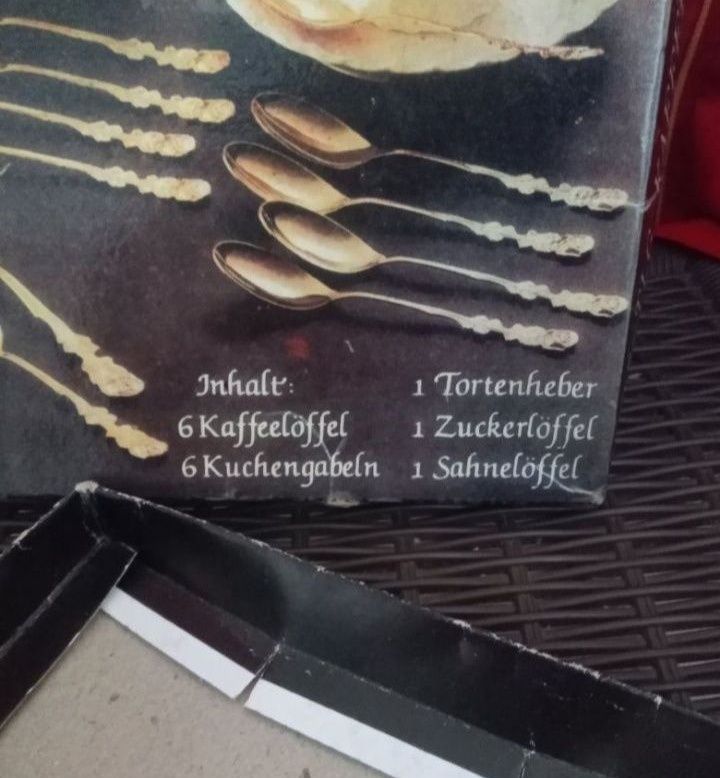 Inhalt:
6 Kaffeelöffel
6 Kuchengabeln
1 Tortenheber
1 Zuckerlöffel
1 Sahnelöffel